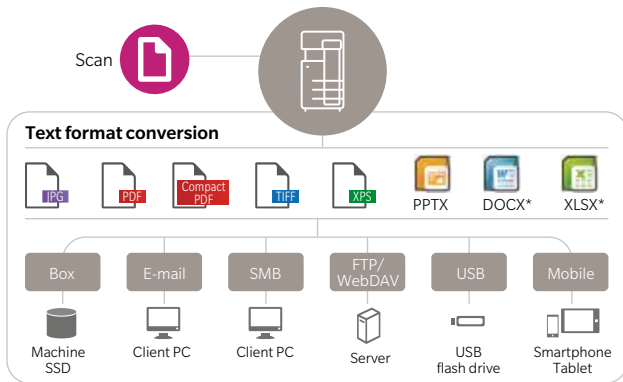 Scan
Text format conversion
JPG
PDF
Compact
PDF
TIFF
XPS
PPTX
DOCX*
XLSX*
Box
E-mail
SMB
FTP/
WebDAV
USB
Mobile
Machine
SSD
Client PC
Client PC
Server
USB
flash drive
Smartphone
Tablet